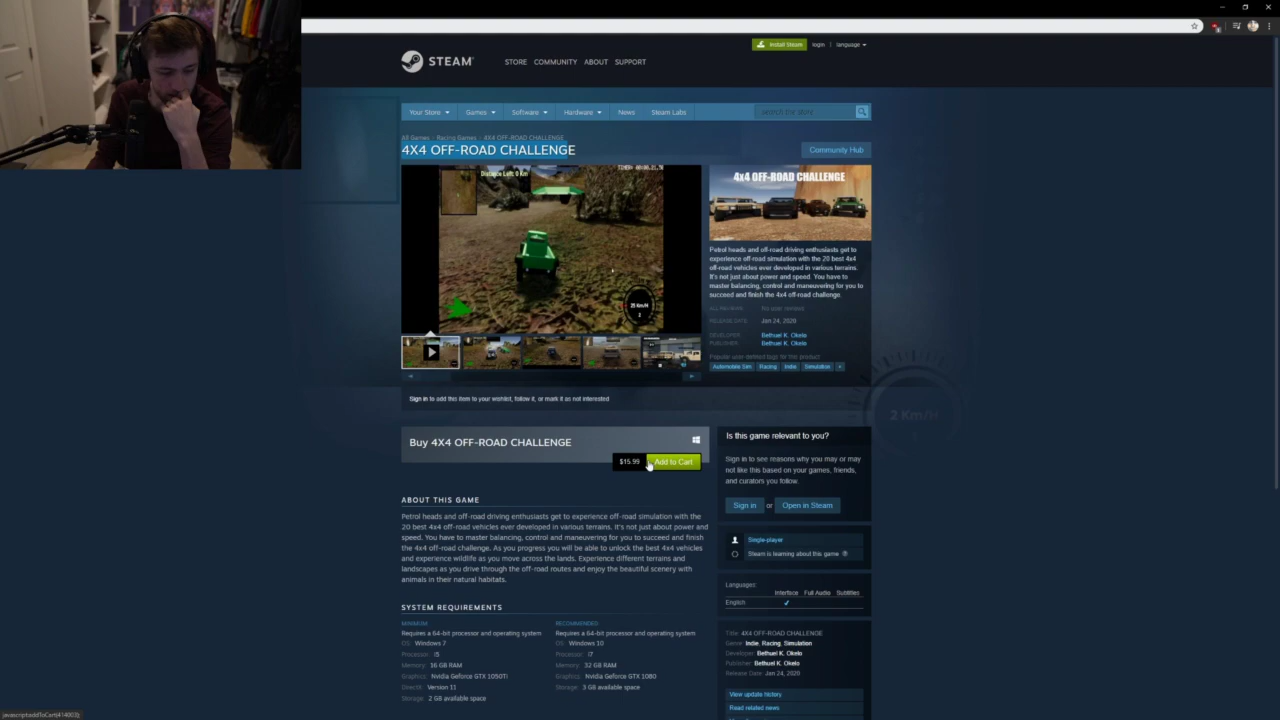 Install Steam
login
language
STEAM
STORE
COMMUNITY
ABOUT
SUPPORT
Your Store
Games
Software
Hardware
News
Steam Labs
search the store
All Games > Racing Games > 4X4 OFF-ROAD CHALLENGE
4X4 OFF-ROAD CHALLENGE
Community Hub
Distance Left: 0 Km
25 Km/H
2
4x4 OFF-ROAD CHALLENGE
Petrol heads and off-road driving enthusiasts get to
experience off-road simulation with the 20 best 4x4
off-road vehicles ever developed in various terrains.
It's not just about power and speed. You have to
master balancing, control and maneuvering for you to
succeed and finish the 4x4 off-road challenge.
ALL REVIEWS: No user reviews
RELEASE DATE: Jan 24, 2020
DEVELOPER: Bethuel K. Okelo
PUBLISHER: Bethuel K. Okelo
Popular user-defined tags for this product:
Automobile Sim
Racing
Indie
Simulation
+
2 Km/H
Sign in to add this item to your wishlist, follow it, or mark it as not interested
Buy 4X4 OFF-ROAD CHALLENGE
$15.99
Add to Cart
Is this game relevant to you?
Sign in to see reasons why you may or may
not like this based on your games, friends,
and curators you follow.
Sign in or Open in Steam
ABOUT THIS GAME
Petrol heads and off-road driving enthusiasts get to experience off-road simulation with the
20 best 4x4 off-road vehicles ever developed in various terrains. It's not just about power and
speed. You have to master balancing, control and maneuvering for you to succeed and finish
the 4x4 off-road challenge. As you progress you will be able to unlock the best 4x4 vehicles
and experience wildlife as you move across the lands. Experience different terrains and
landscapes as you drive through the off-road routes and enjoy the beautiful scenery with
animals in their natural habitats.
Single-player
Steam is learning about this game
Languages:
Interface Full Audio Subtitles
English ✔
SYSTEM REQUIREMENTS
MINIMUM:
Requires a 64-bit processor and operating system
OS: Windows 7
Processor: i5
Memory: 16 GB RAM
Graphics: Nvidia Geforce GTX 1050Ti
DirectX: Version 11
Storage: 2 GB available space
RECOMMENDED:
Requires a 64-bit processor and operating system
OS: Windows 10
Processor: i7
Memory: 32 GB RAM
Graphics: Nvidia Geforce GTX 1080
Storage: 3 GB available space
Title: 4X4 OFF-ROAD CHALLENGE
Genre: Indie, Racing, Simulation
Developer: Bethuel K. Okelo
Publisher: Bethuel K. Okelo
Release Date: Jan 24, 2020
View update history
Read related news